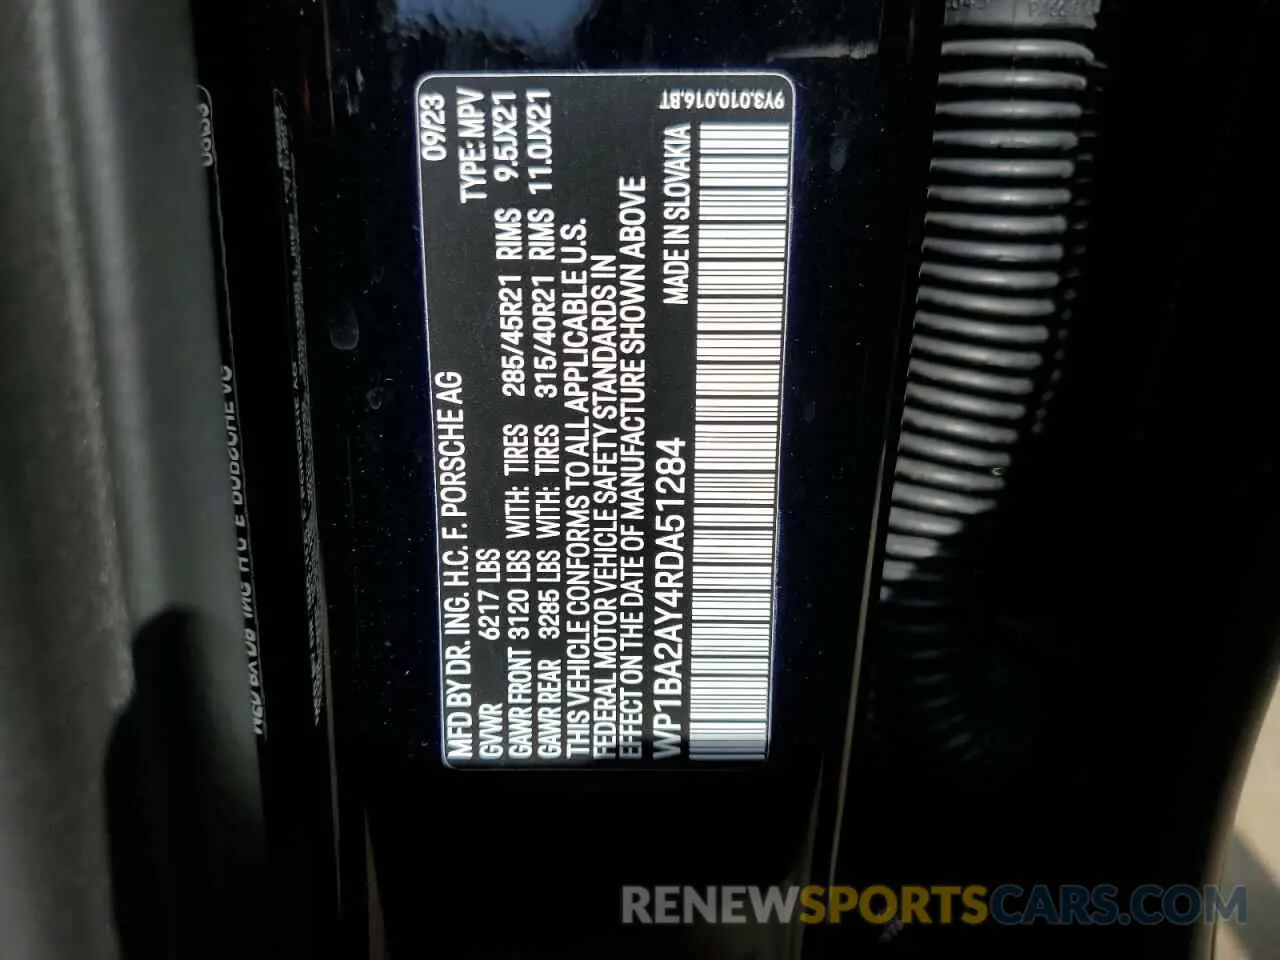 MFD BY DR. ING. H.C. F. PORSCHE AG 09/23
GVWR 6217 LBS TYPE: MPV
GAWR FRONT 3120 LBS WITH: TIRES 285/45R21 RIMS 9.5JX21
GAWR REAR 3285 LBS WITH: TIRES 315/40R21 RIMS 11.0JX21
THIS VEHICLE CONFORMS TO ALL APPLICABLE U.S.
FEDERAL MOTOR VEHICLE SAFETY STANDARDS IN
EFFECT ON THE DATE OF MANUFACTURE SHOWN ABOVE
WP1BA2AY4RDA51284 MADE IN SLOVAKIA
9Y3.010.016.BT
RENEWSPORTSCARS.COM